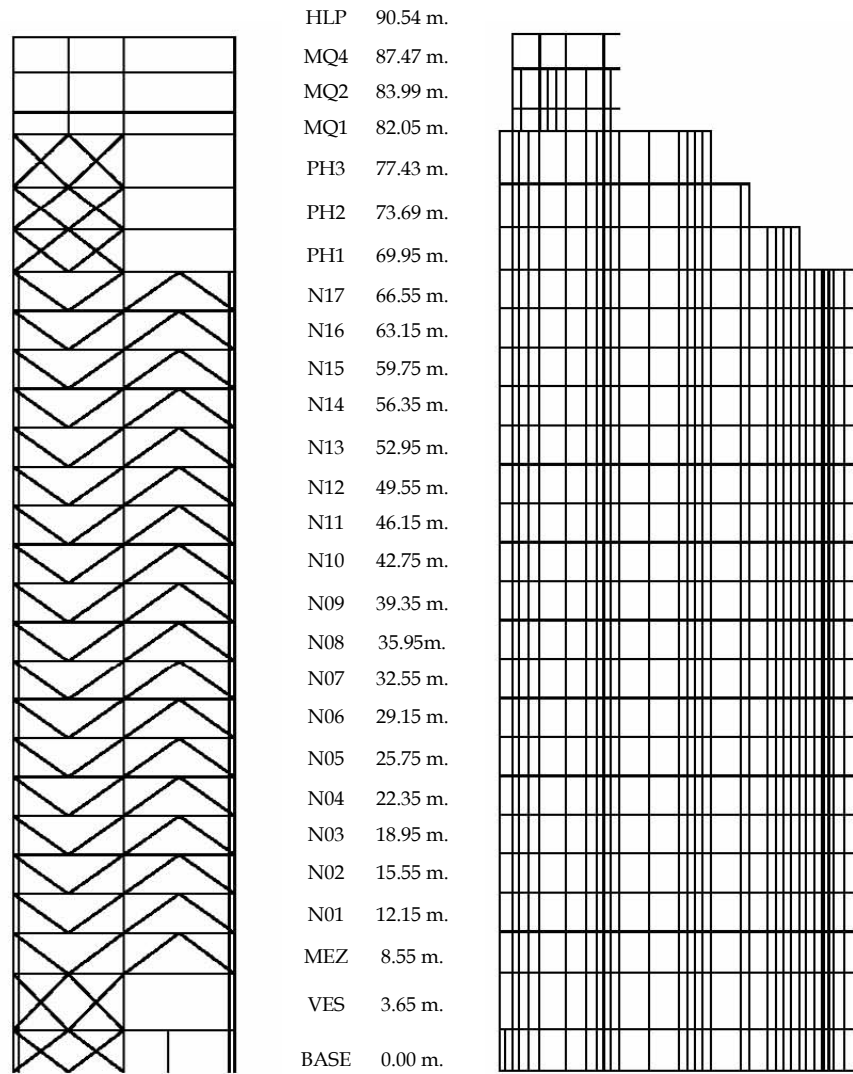 HLP 90.54 m.
MQ4 87.47 m.
MQ2 83.99 m.
MQ1 82.05 m.
PH3 77.43 m.
PH2 73.69 m.
PH1 69.95 m.
N17 66.55 m.
N16 63.15 m.
N15 59.75 m.
N14 56.35 m.
N13 52.95 m.
N12 49.55 m.
N11 46.15 m.
N10 42.75 m.
N09 39.35 m.
N08 35.95m.
N07 32.55 m.
N06 29.15 m.
N05 25.75 m.
N04 22.35 m.
N03 18.95 m.
N02 15.55 m.
N01 12.15 m.
MEZ 8.55 m.
VES 3.65 m.
BASE 0.00 m.